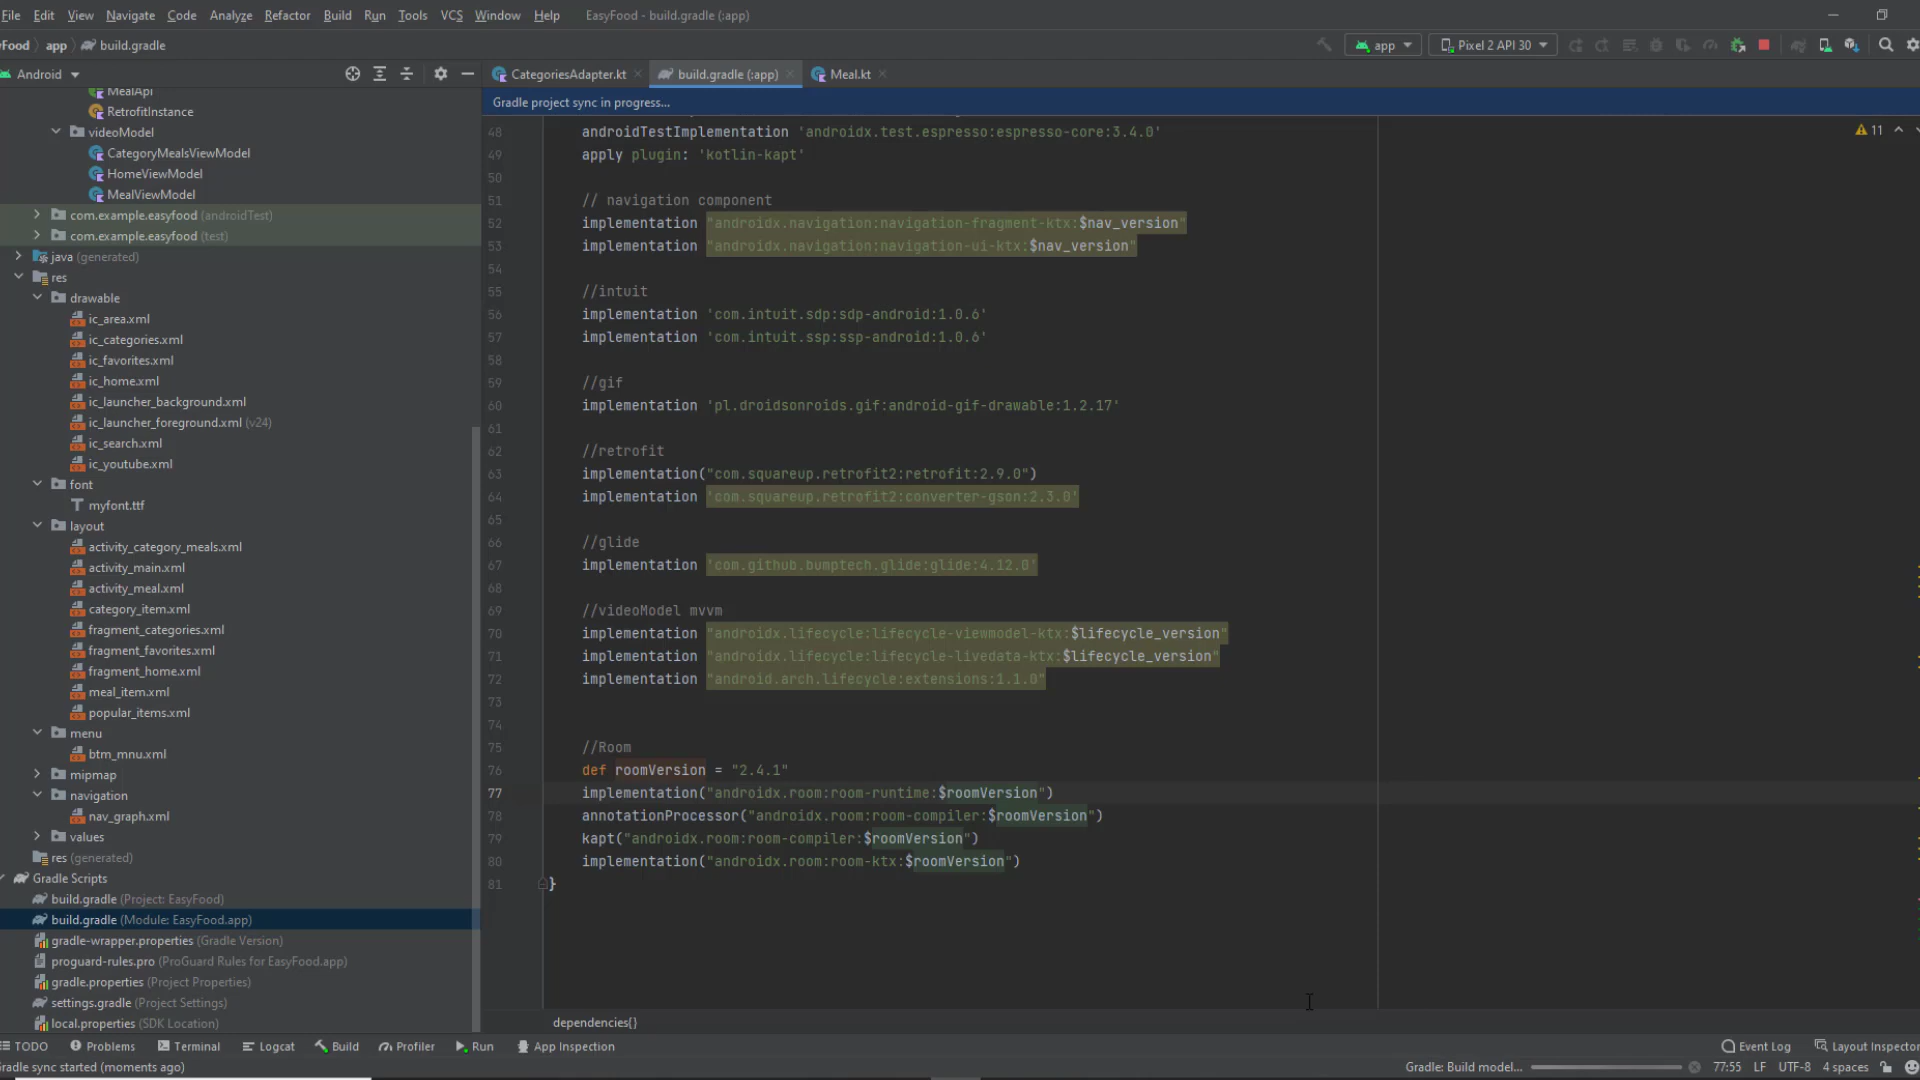 File Edit View Navigate Code Analyze Refactor Build Run Tools VCS Window Help EasyFood - build.gradle (:app)
Food app build.gradle
app Pixel 2 API 30
Android
CategoriesAdapter.kt build.gradle (:app) Meal.kt
Gradle project sync in progress...
MealApi
RetrofitInstance
videoModel
CategoryMealsViewModel
HomeViewModel
MealViewModel
com.example.easyfood (androidTest)
com.example.easyfood (test)
java (generated)
res
drawable
ic_area.xml
ic_categories.xml
ic_favorites.xml
ic_home.xml
ic_launcher_background.xml
ic_launcher_foreground.xml (v24)
ic_search.xml
ic_youtube.xml
font
myfont.ttf
layout
activity_category_meals.xml
activity_main.xml
activity_meal.xml
category_item.xml
fragment_categories.xml
fragment_favorites.xml
fragment_home.xml
meal_item.xml
popular_items.xml
menu
btm_mnu.xml
mipmap
navigation
nav_graph.xml
values
res (generated)
Gradle Scripts
build.gradle (Project: EasyFood)
build.gradle (Module: EasyFood.app)
gradle-wrapper.properties (Gradle Version)
proguard-rules.pro (ProGuard Rules for EasyFood.app)
gradle.properties (Project Properties)
settings.gradle (Project Settings)
local.properties (SDK Location)
11
48 androidTestImplementation 'androidx.test.espresso:espresso-core:3.4.0'
49 apply plugin: 'kotlin-kapt'
50
51 // navigation component
52 implementation "androidx.navigation:navigation-fragment-ktx:$nav_version"
53 implementation "androidx.navigation:navigation-ui-ktx:$nav_version"
54
55 //intuit
56 implementation 'com.intuit.sdp:sdp-android:1.0.6'
57 implementation 'com.intuit.ssp:ssp-android:1.0.6'
58
59 //gif
60 implementation 'pl.droidsonroids.gif:android-gif-drawable:1.2.17'
61
62 //retrofit
63 implementation("com.squareup.retrofit2:retrofit:2.9.0")
64 implementation 'com.squareup.retrofit2:converter-gson:2.3.0'
65
66 //glide
67 implementation 'com.github.bumptech.glide:glide:4.12.0'
68
69 //videoModel mvvm
70 implementation "androidx.lifecycle:lifecycle-viewmodel-ktx:$lifecycle_version"
71 implementation "androidx.lifecycle:lifecycle-livedata-ktx:$lifecycle_version"
72 implementation "android.arch.lifecycle:extensions:1.1.0"
73
74
75 //Room
76 def roomVersion = "2.4.1"
77 implementation("androidx.room:room-runtime:$roomVersion")
78 annotationProcessor("androidx.room:room-compiler:$roomVersion")
79 kapt("androidx.room:room-compiler:$roomVersion")
80 implementation("androidx.room:room-ktx:$roomVersion")
81 }
dependencies{}
TODO Problems Terminal Logcat Build Profiler Run App Inspection Event Log Layout Inspector
Gradle sync started (moments ago) Gradle: Build model... 77:55 LF UTF-8 4 spaces